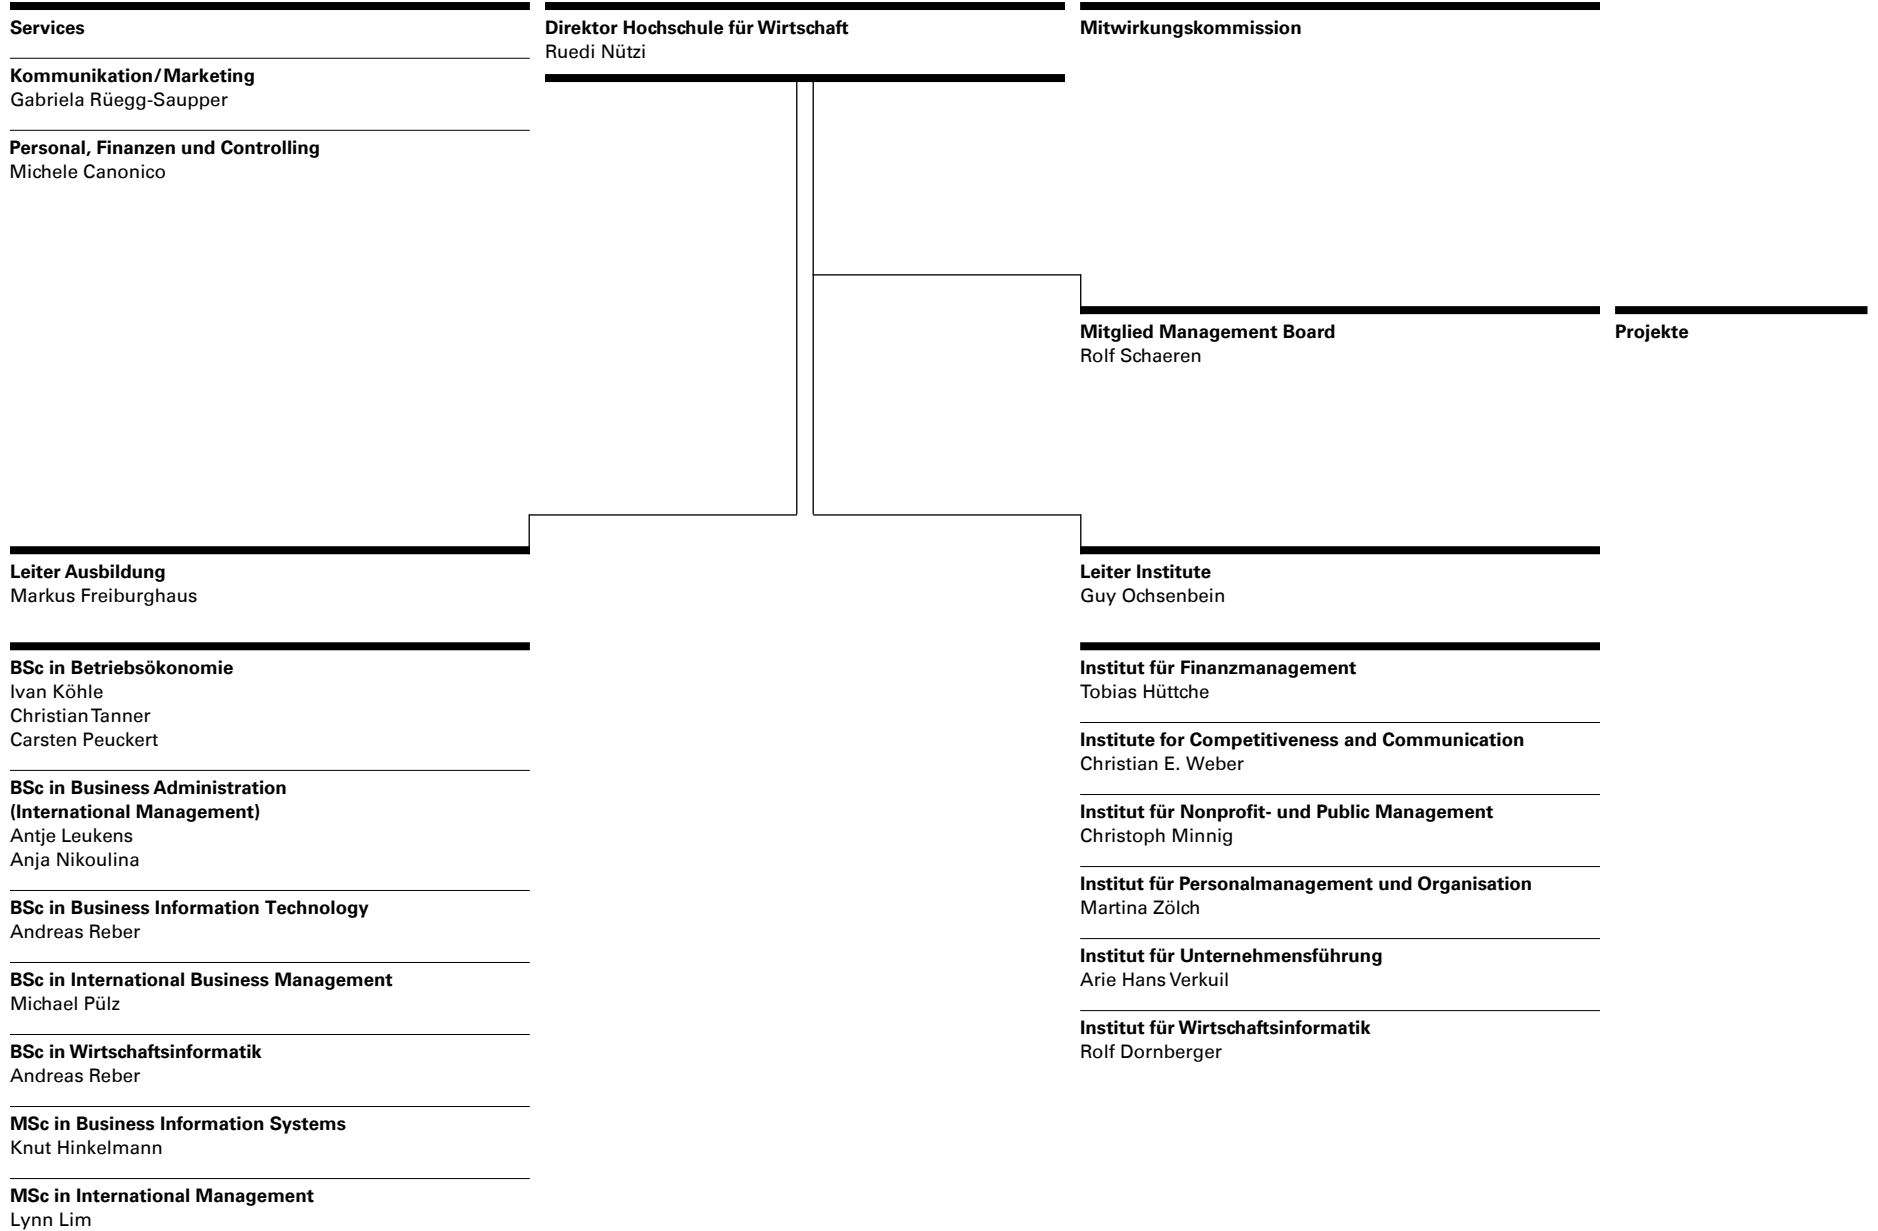 Services
Kommunikation/Marketing
Gabriela Rüegg-Saupper
Personal, Finanzen und Controlling
Michele Canonico
Direktor Hochschule für Wirtschaft
Ruedi Nützi
Mitwirkungskommission
Mitglied Management Board
Rolf Schaeren
Projekte
Leiter Ausbildung
Markus Freiburghaus
BSc in Betriebsökonomie
Ivan Köhle
Christian Tanner
Carsten Peuckert
BSc in Business Administration
(International Management)
Antje Leukens
Anja Nikoulina
BSc in Business Information Technology
Andreas Reber
BSc in International Business Management
Michael Pülz
BSc in Wirtschaftsinformatik
Andreas Reber
MSc in Business Information Systems
Knut Hinkelmann
MSc in International Management
Lynn Lim
Leiter Institute
Guy Ochsenbein
Institut für Finanzmanagement
Tobias Hüttche
Institute for Competitiveness and Communication
Christian E. Weber
Institut für Nonprofit- und Public Management
Christoph Minnig
Institut für Personalmanagement und Organisation
Martina Zölch
Institut für Unternehmensführung
Arie Hans Verkuil
Institut für Wirtschaftsinformatik
Rolf Dornberger